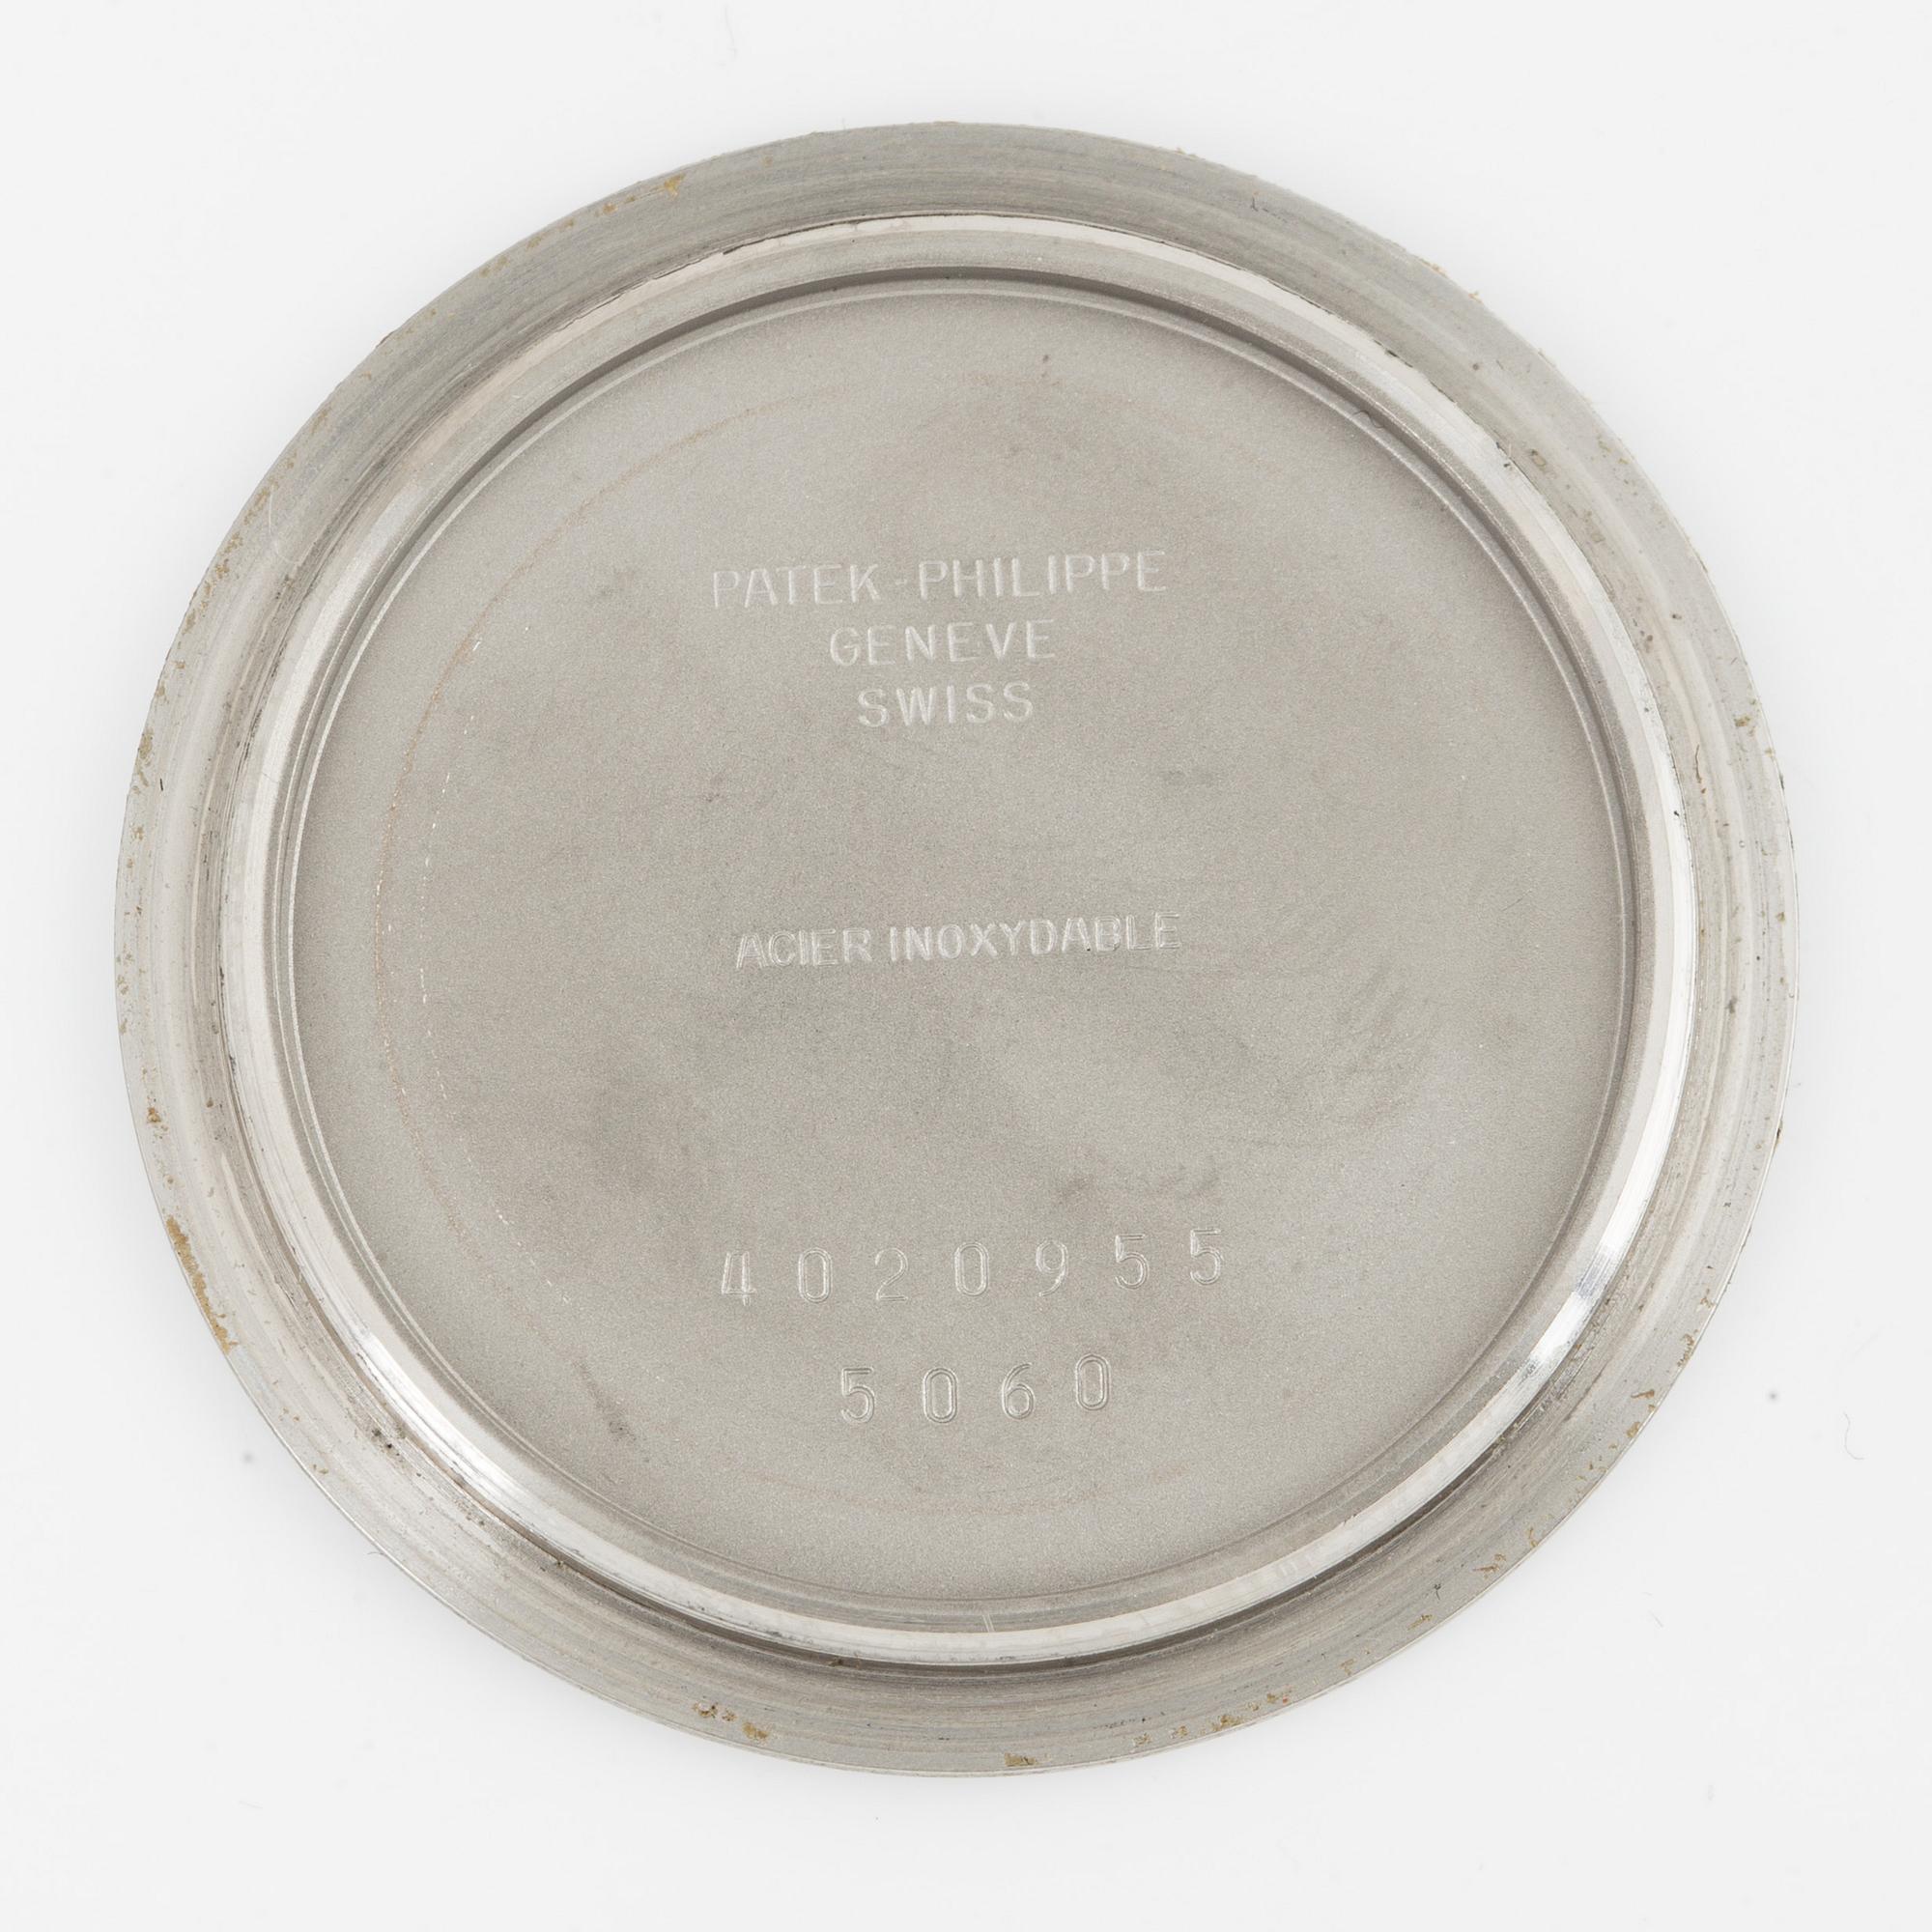 PATEK-PHILIPPE
GENEVE
SWISS
ACIER INOXYDABLE
4020955
5060